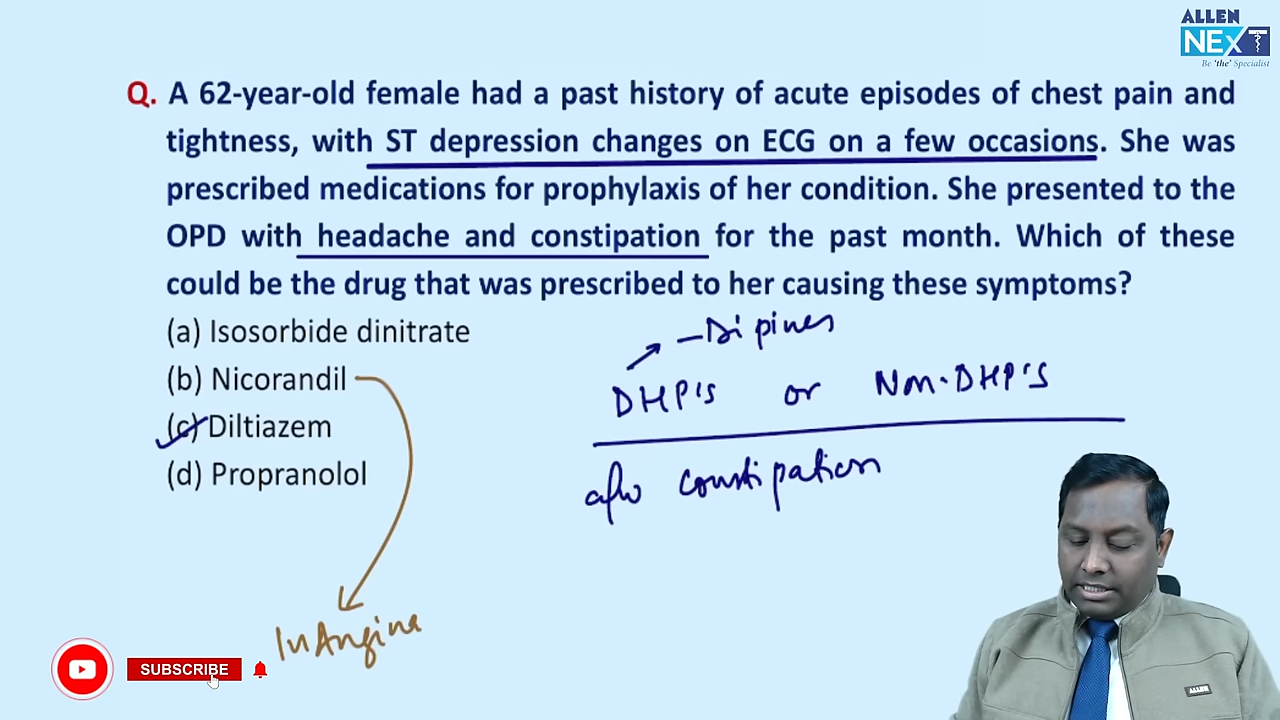 ALLEN
NEXT
Be 'the' Specialist
Q. A 62-year-old female had a past history of acute episodes of chest pain and
tightness, with ST depression changes on ECG on a few occasions. She was
prescribed medications for prophylaxis of her condition. She presented to the
OPD with headache and constipation for the past month. Which of these
could be the drug that was prescribed to her causing these symptoms?
(a) Isosorbide dinitrate
(b) Nicorandil
(c) Diltiazem
(d) Propranolol
–Dipines
DHP's or Non-DHP's
a/w constipation
In Angina
SUBSCRIBE
ALLEN